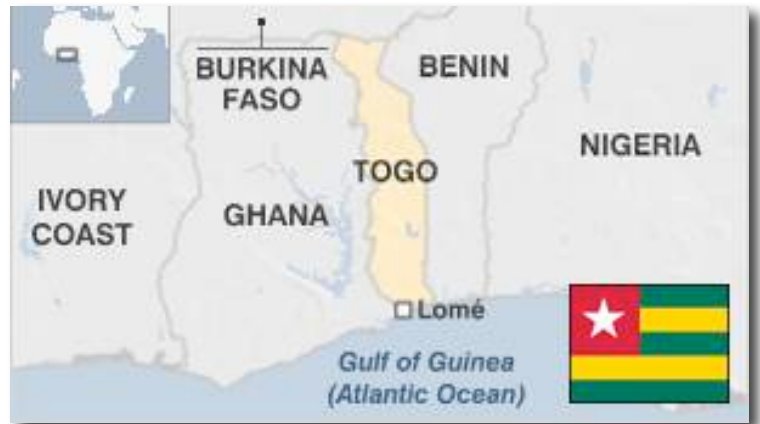 BURKINA
FASO
BENIN
NIGERIA
TOGO
IVORY
COAST
GHANA
Lomé
Gulf of Guinea
(Atlantic Ocean)